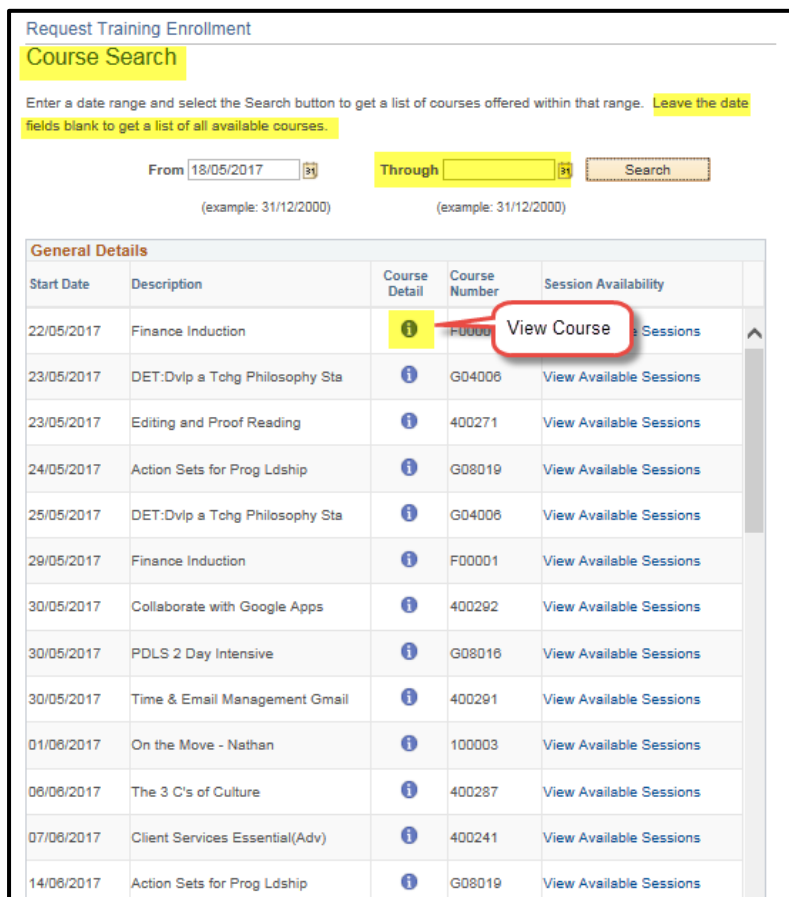 Request Training Enrollment
Course Search
Enter a date range and select the Search button to get a list of courses offered within that range. Leave the date
fields blank to get a list of all available courses.
From 18/05/2017 31 Through 31 Search
(example: 31/12/2000) (example: 31/12/2000)
General Details
Start Date Description Course Detail Course Number Session Availability
22/05/2017 Finance Induction View Course Sessions
23/05/2017 DET:Dvlp a Tchg Philosophy Sta G04006 View Available Sessions
23/05/2017 Editing and Proof Reading 400271 View Available Sessions
24/05/2017 Action Sets for Prog Ldship G08019 View Available Sessions
25/05/2017 DET:Dvlp a Tchg Philosophy Sta G04006 View Available Sessions
29/05/2017 Finance Induction F00001 View Available Sessions
30/05/2017 Collaborate with Google Apps 400292 View Available Sessions
30/05/2017 PDLS 2 Day Intensive G08016 View Available Sessions
30/05/2017 Time & Email Management Gmail 400291 View Available Sessions
01/06/2017 On the Move - Nathan 100003 View Available Sessions
06/06/2017 The 3 C's of Culture 400287 View Available Sessions
07/06/2017 Client Services Essential(Adv) 400241 View Available Sessions
14/06/2017 Action Sets for Prog Ldship G08019 View Available Sessions